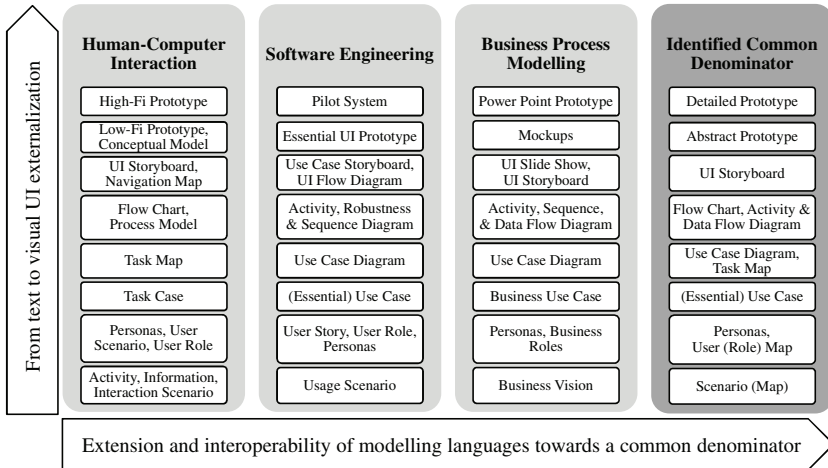 From text to visual UI externalization
Human-Computer
Interaction
High-Fi Prototype
Low-Fi Prototype,
Conceptual Model
UI Storyboard,
Navigation Map
Flow Chart,
Process Model
Task Map
Task Case
Personas, User
Scenario, User Role
Activity, Information,
Interaction Scenario
Software Engineering
Pilot System
Essential UI Prototype
Use Case Storyboard,
UI Flow Diagram
Activity, Robustness
& Sequence Diagram
Use Case Diagram
(Essential) Use Case
User Story, User Role,
Personas
Usage Scenario
Business Process
Modelling
Power Point Prototype
Mockups
UI Slide Show,
UI Storyboard
Activity, Sequence,
& Data Flow Diagram
Use Case Diagram
Business Use Case
Personas, Business
Roles
Business Vision
Identified Common
Denominator
Detailed Prototype
Abstract Prototype
UI Storyboard
Flow Chart, Activity &
Data Flow Diagram
Use Case Diagram,
Task Map
(Essential) Use Case
Personas,
User (Role) Map
Scenario (Map)
Extension and interoperability of modelling languages towards a common denominator